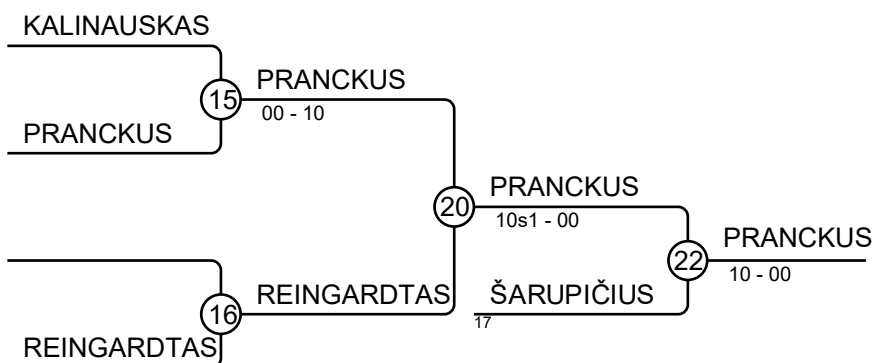 KALINAUSKAS
15
PRANCKUS
00 - 10
PRANCKUS
20
PRANCKUS
10s1 - 00
22
PRANCKUS
10 - 00
16
REINGARDTAS
ŠARUPIČIUS
17
REINGARDTAS